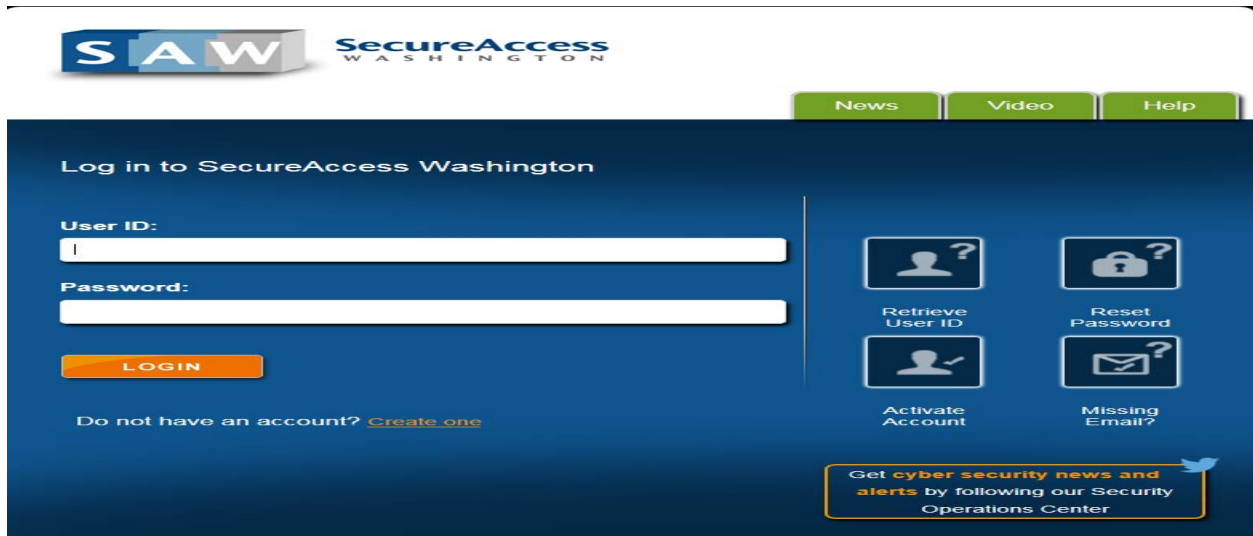 SAW SecureAccess
WASHINGTON
News Video Help
Log in to SecureAccess Washington
User ID:
Password:
LOGIN
Do not have an account? Create one
Retrieve
User ID
Reset
Password
Activate
Account
Missing
Email?
Get cyber security news and
alerts by following our Security
Operations Center